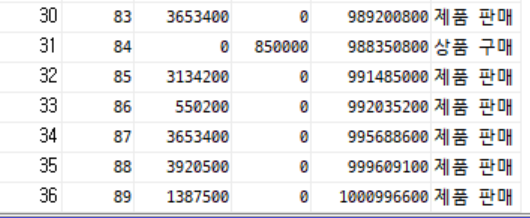 30 83 3653400 0 989200800 제품 판매
31 84 0 850000 988350800 상품 구매
32 85 3134200 0 991485000 제품 판매
33 86 550200 0 992035200 제품 판매
34 87 3653400 0 995688600 제품 판매
35 88 3920500 0 999609100 제품 판매
36 89 1387500 0 1000996600 제품 판매